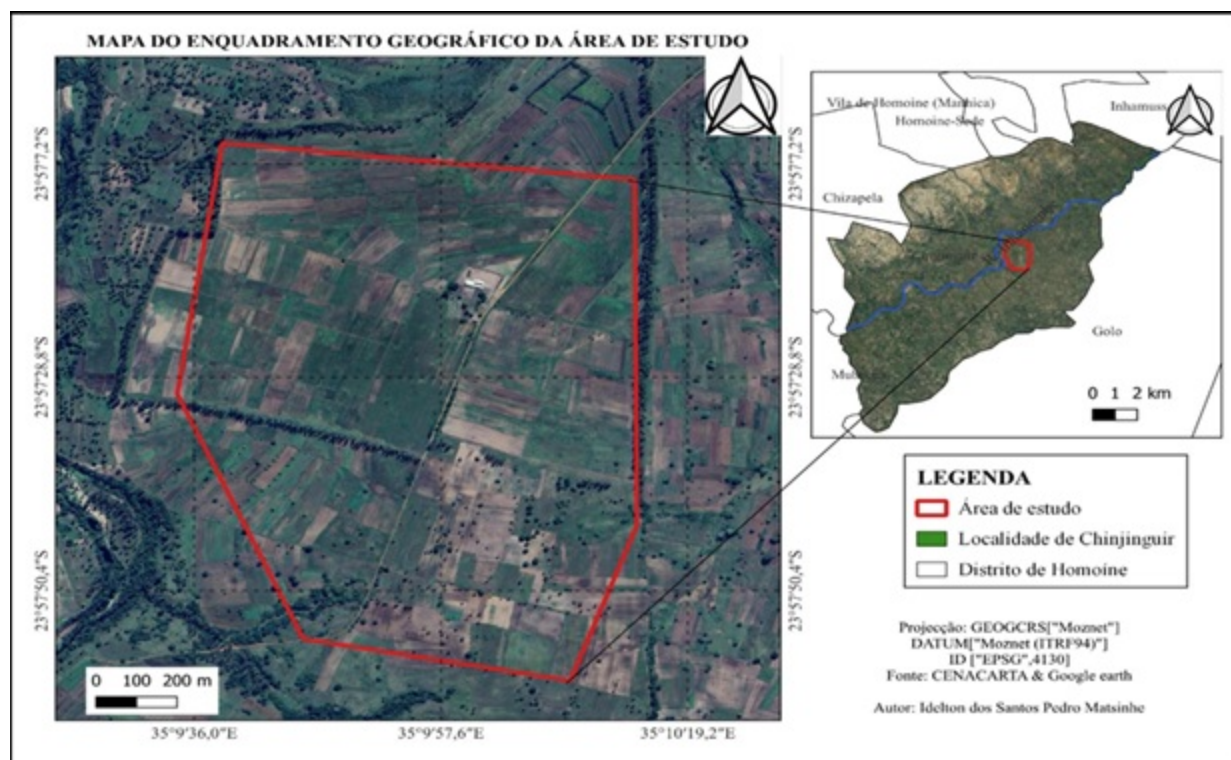 MAPA DO ENQUADRAMENTO GEOGRÁFICO DA ÁREA DE ESTUDO
23°57'7,2"S
23°57'28,8"S
23°57'50,4"S
0 100 200 m
35°9'36,0"E
35°9'57,6"E
35°10'19,2"E
23°57'7,2"S
23°57'28,8"S
23°57'50,4"S
Vila de Homoine (Manhica)
Homoine-Sede
Inhamuss
Chizapela
Golo
0 1 2 km
LEGENDA
Área de estudo
Localidade de Chinjinguir
Distrito de Homoine
Projecção: GEOGCRS["Moznet"]
DATUM["Moznet (ITRF94)"]
ID ["EPSG",4130]
Fonte: CENACARTA & Google earth
Autor: Idelton dos Santos Pedro Matsinhe